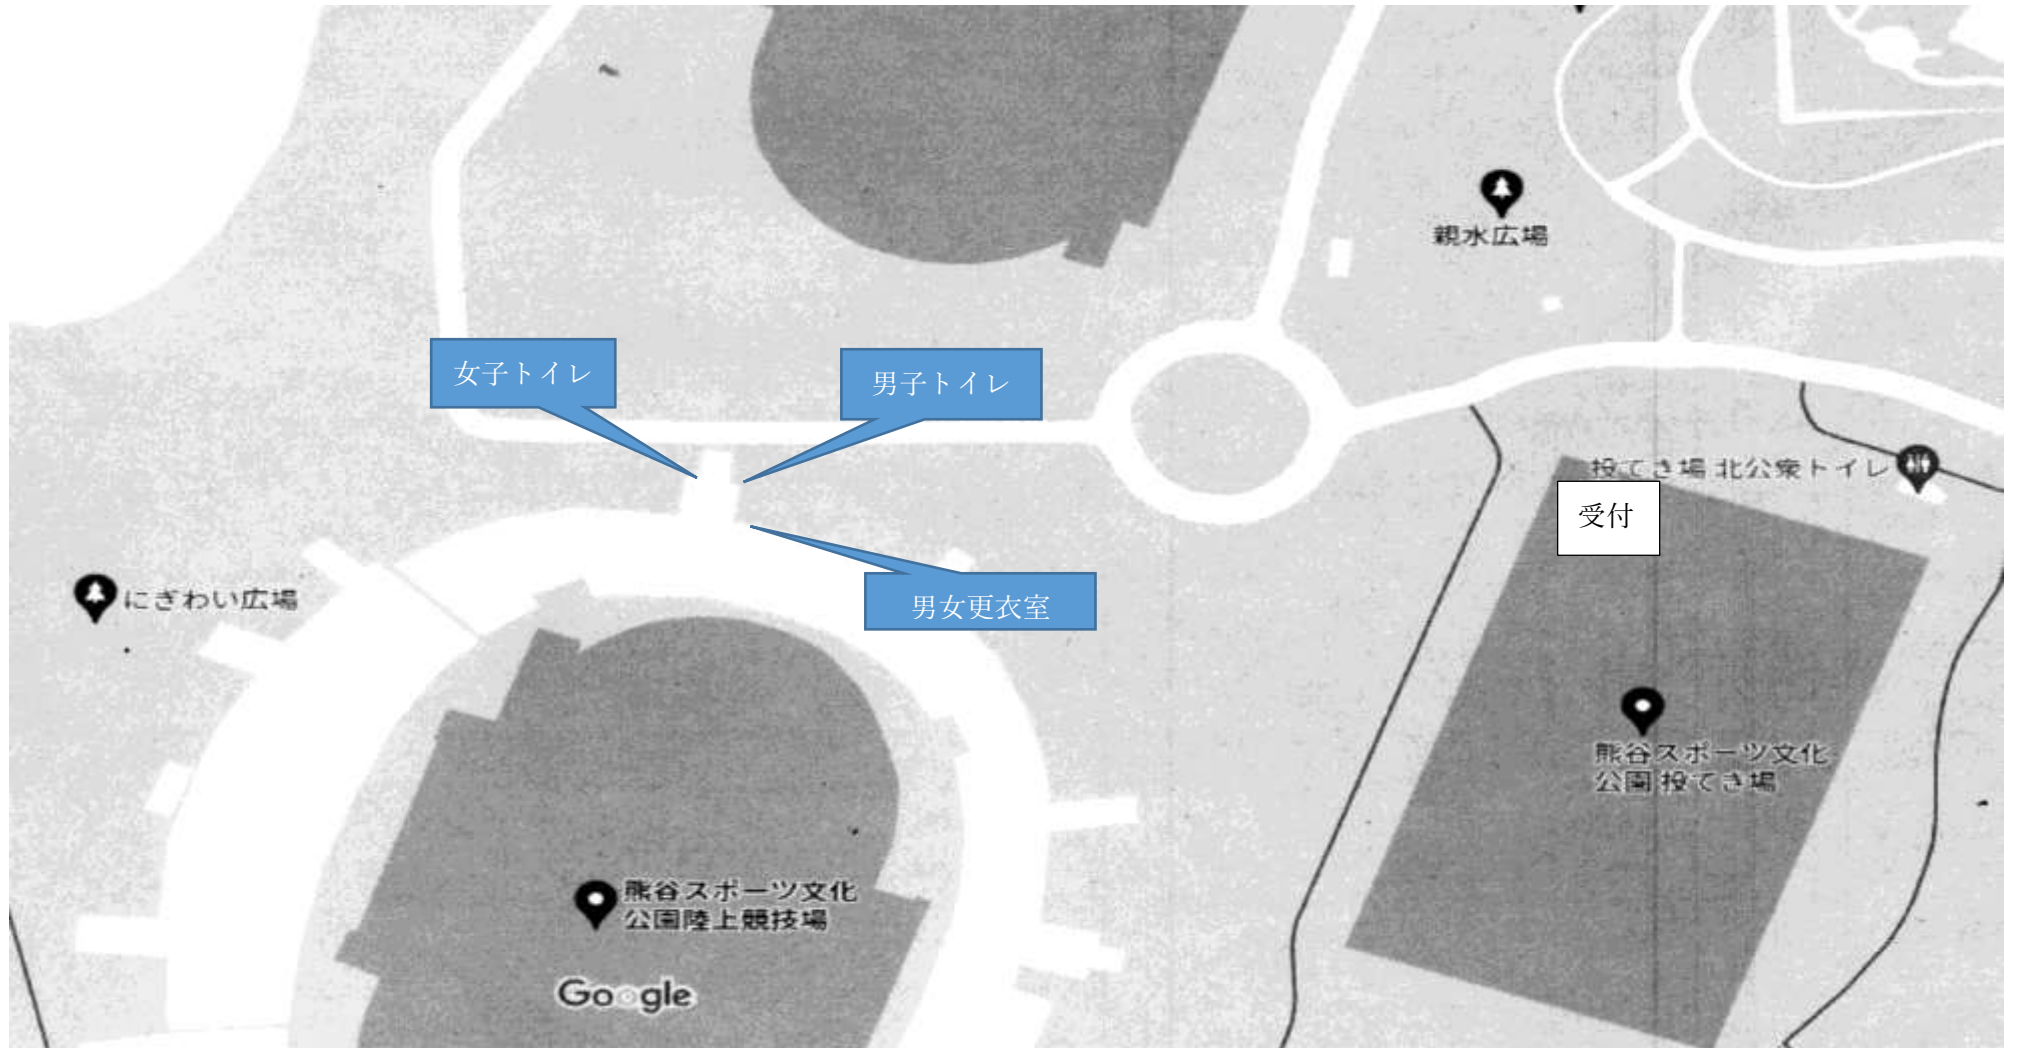 親水広場
女子トイレ
男子トイレ
投てき場 北公衆トイレ
受付
にぎわい広場
男女更衣室
熊谷スポーツ文化
公園 投てき場
熊谷スポーツ文化
公園陸上競技場
Google